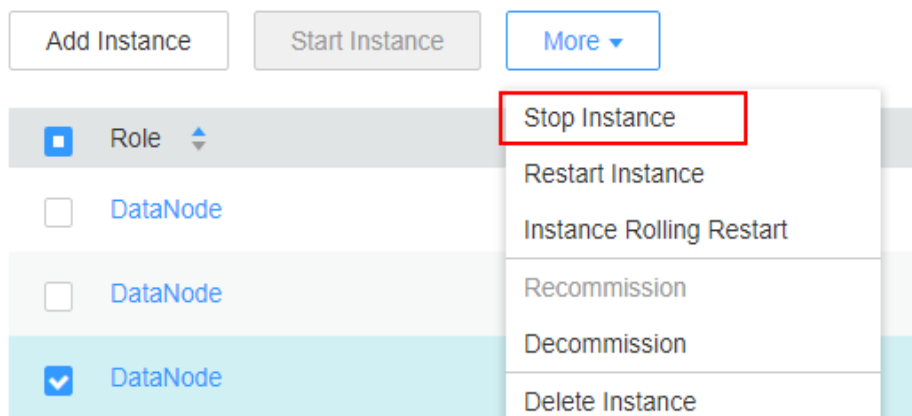 Add Instance
Start Instance
More
Stop Instance
Role
Restart Instance
DataNode
Instance Rolling Restart
DataNode
Recommission
Decommission
DataNode
Delete Instance